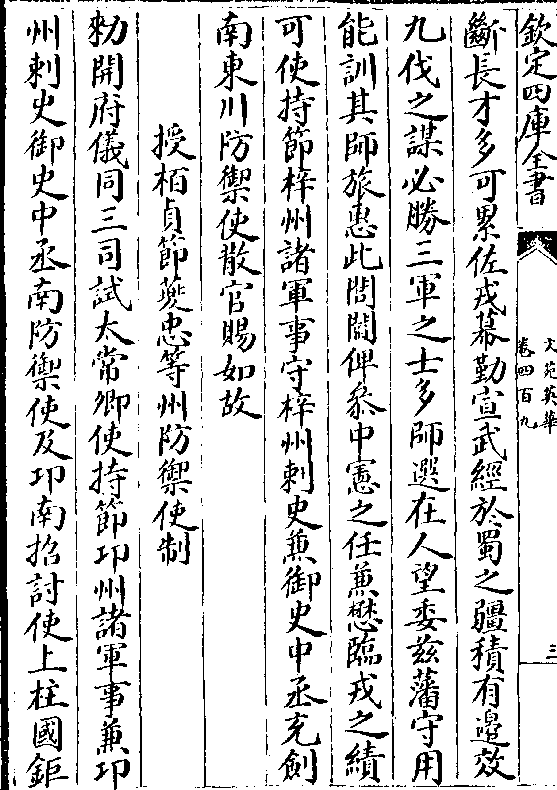 欽定四庫全書
文苑英華
卷四百九
三
斷長才多可累佐戎幕勤宣武經於蜀之疆積有邊效
九伐之謀必勝三軍之士多師選在人望委兹藩守用
能訓其師旅惠此閭閻俾叅中憲之任兼懋臨戎之績
可使持節梓州諸軍事守梓州刺史兼御史中丞充劍
南東川防禦使散官賜如故
授栢貞節夔忠等州防禦使制
勑開府儀同三司試太常卿使持節邛州諸軍事兼邛
州刺史御史中丞南防禦使及邛南招討使上柱國鉅